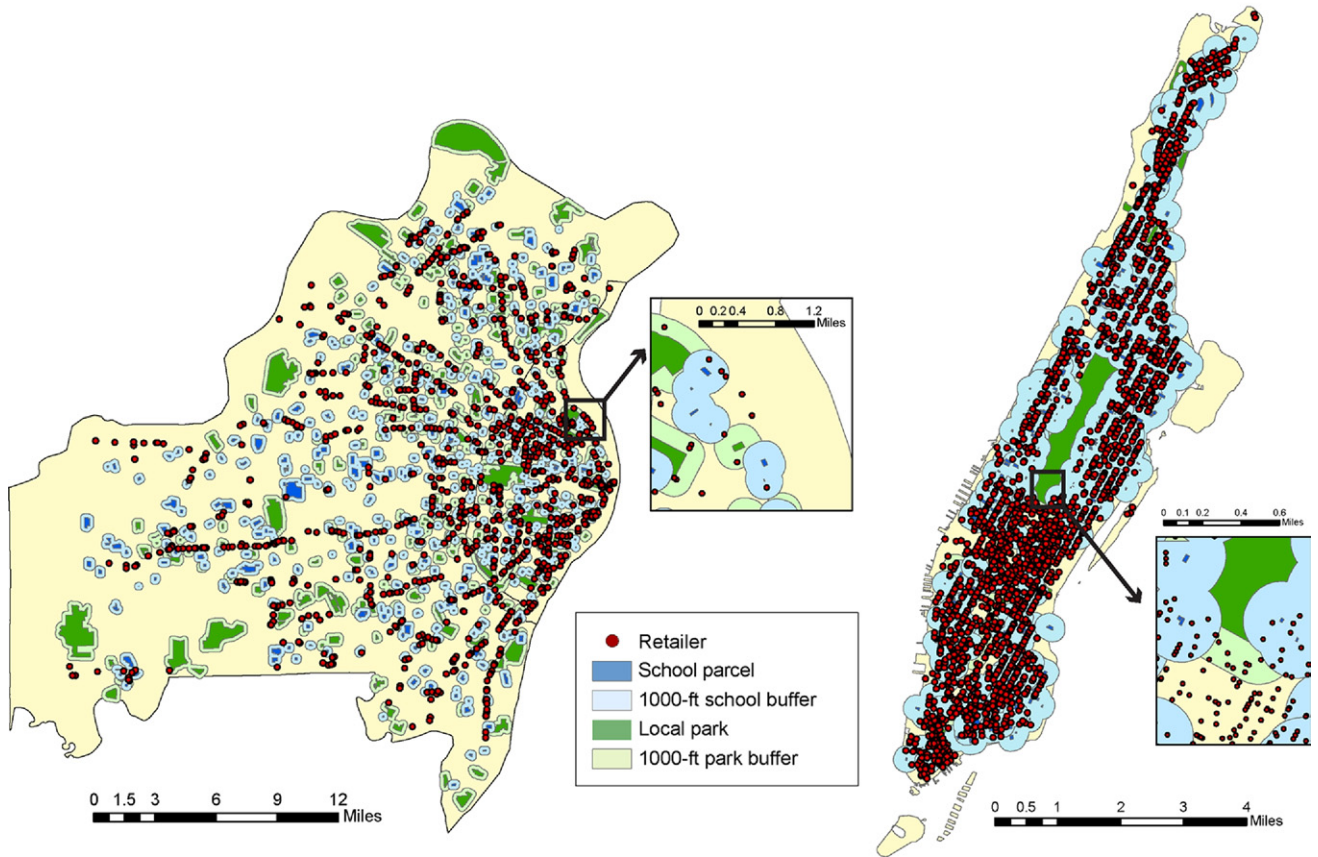 0 0.2 0.4 0.8 1.2
Miles
0 0.1 0.2 0.4 0.6
Miles
Retailer
School parcel
1000-ft school buffer
Local park
1000-ft park buffer
0 1.5 3 6 9 12
Miles
0 0.5 1 2 3 4
Miles